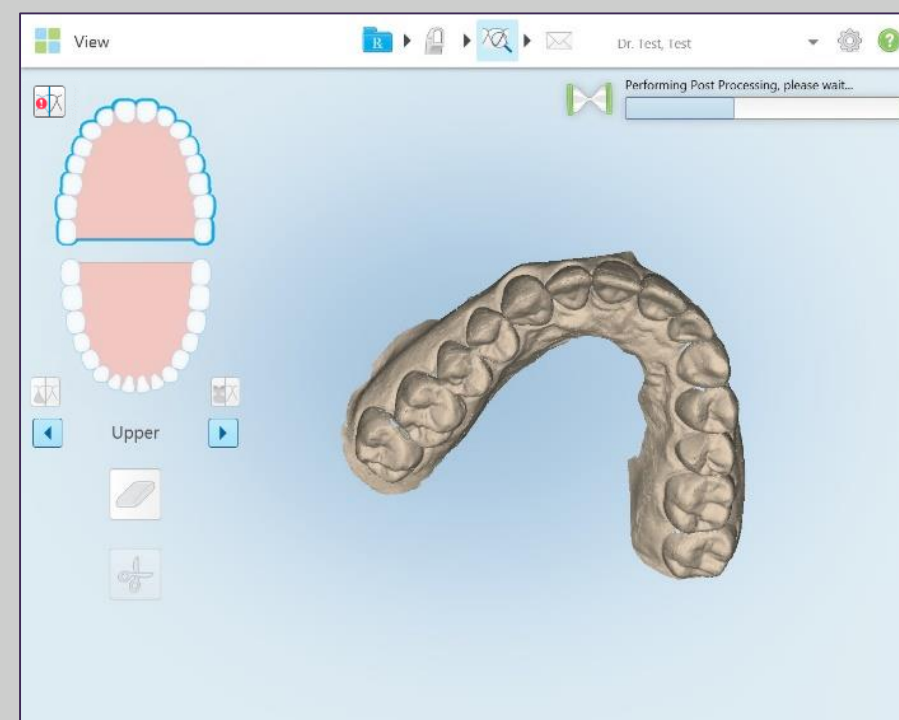 View
R
Dr. Test, Test
?
Performing Post Processing, please wait...
!
Upper